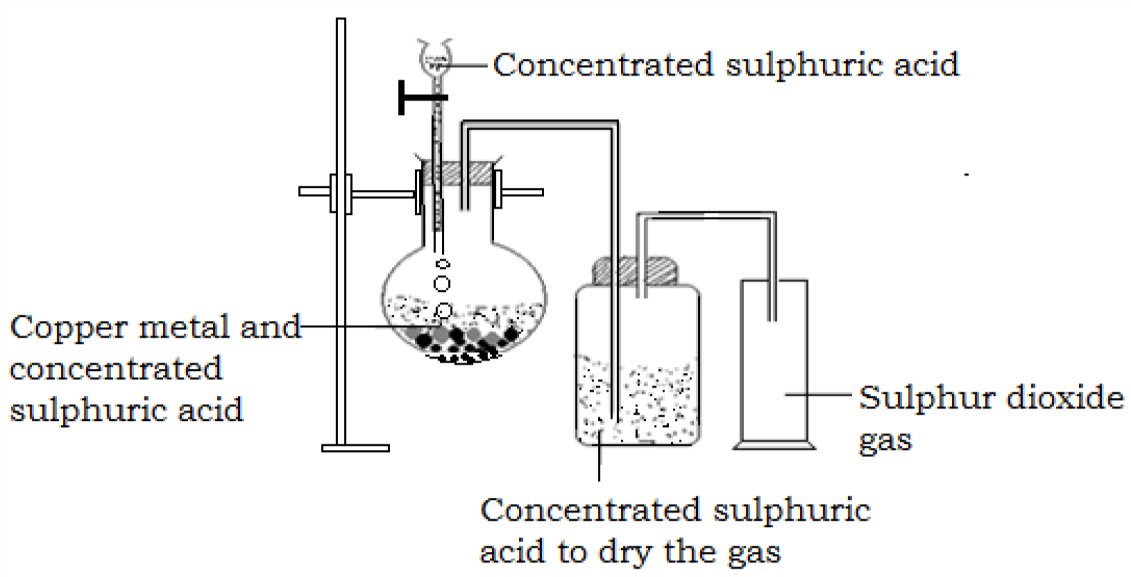 Concentrated sulphuric acid
Copper metal and
concentrated
sulphuric acid
Sulphur dioxide
gas
Concentrated sulphuric
acid to dry the gas